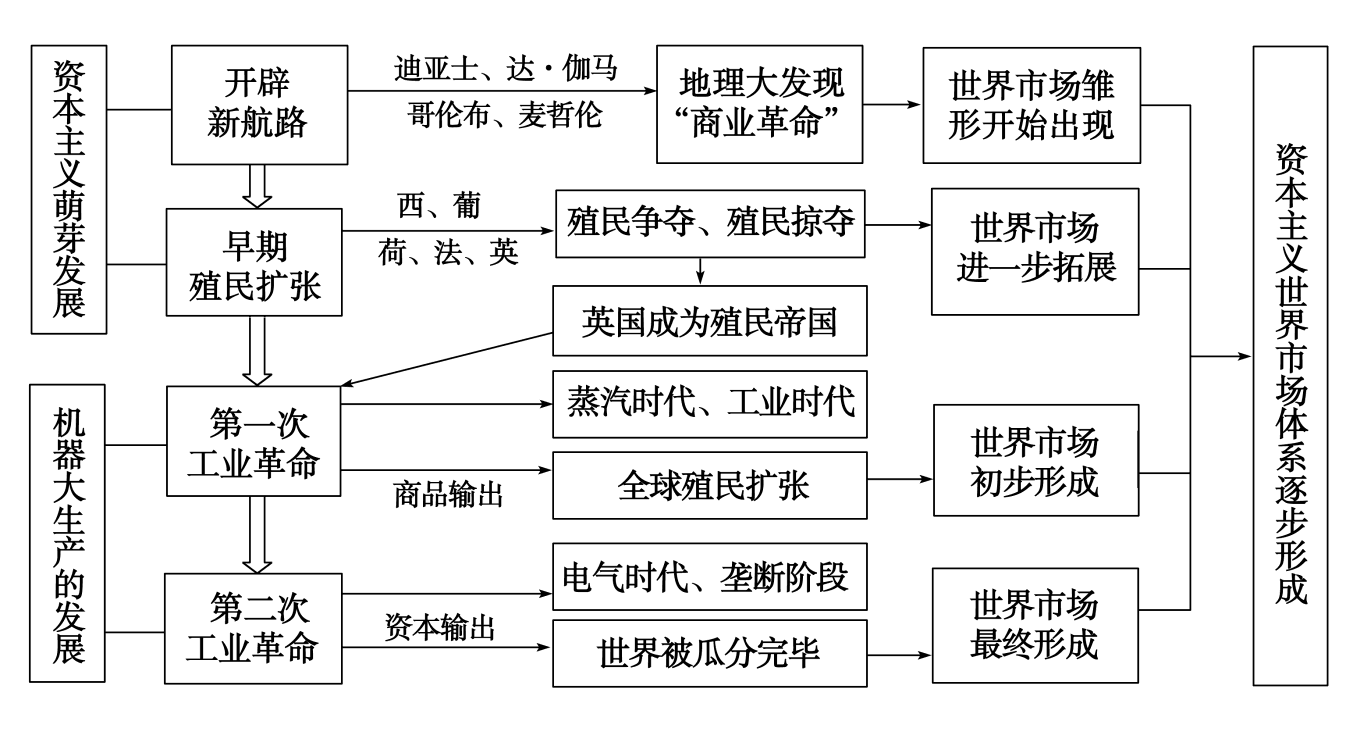 资本主义萌芽发展
开辟
新航路
迪亚士、达·伽马
哥伦布、麦哲伦
地理大发现
“商业革命”
世界市场雏
形开始出现
早期
殖民扩张
西、葡
荷、法、英
殖民争夺、殖民掠夺
世界市场
进一步拓展
英国成为殖民帝国
机器大生产的发展
第一次
工业革命
蒸汽时代、工业时代
商品输出
全球殖民扩张
世界市场
初步形成
第二次
工业革命
电气时代、垄断阶段
资本输出
世界被瓜分完毕
世界市场
最终形成
资本主义世界市场体系逐步形成